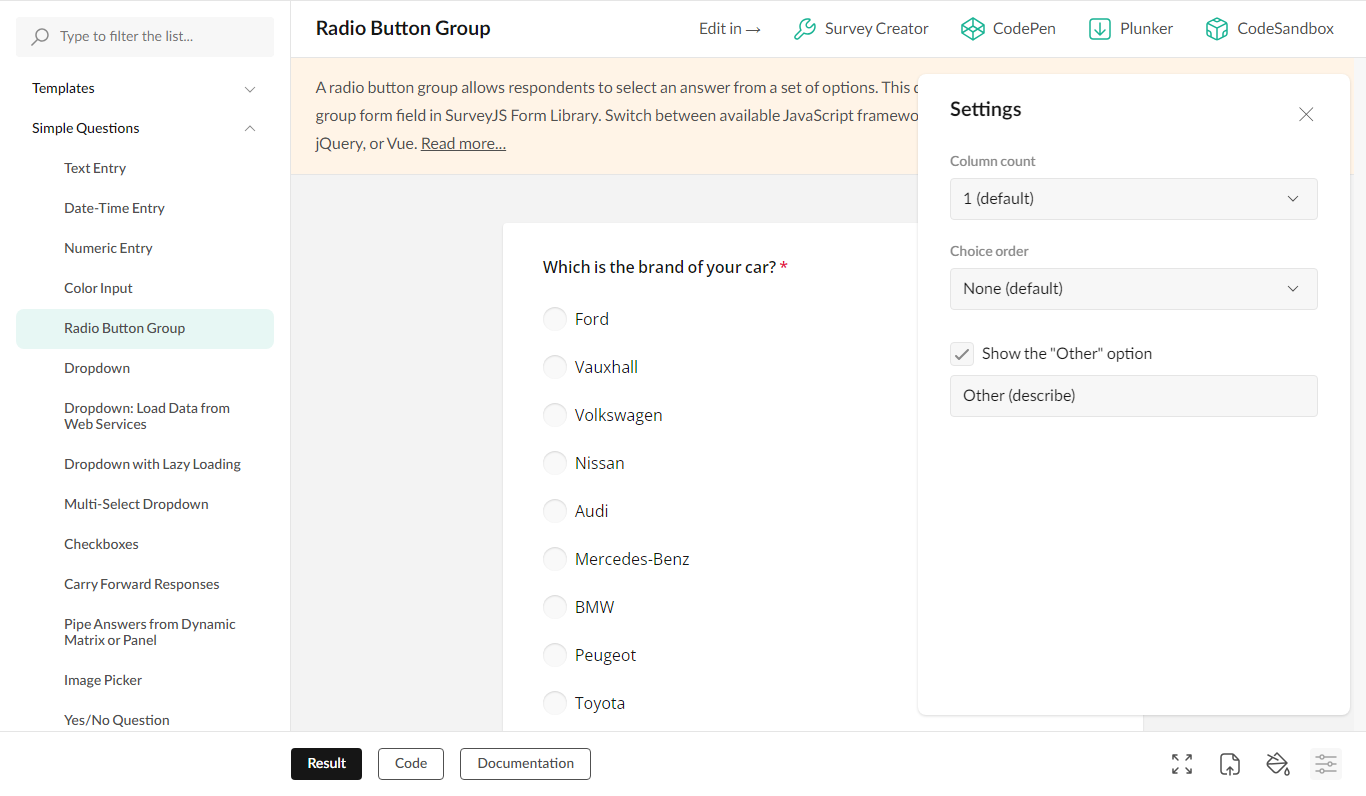 Type to filter the list...
Templates
Simple Questions
Text Entry
Date-Time Entry
Numeric Entry
Color Input
Radio Button Group
Dropdown
Dropdown: Load Data from
Web Services
Dropdown with Lazy Loading
Multi-Select Dropdown
Checkboxes
Carry Forward Responses
Pipe Answers from Dynamic
Matrix or Panel
Image Picker
Yes/No Question
Radio Button Group
Edit in →
Survey Creator
CodePen
Plunker
CodeSandbox
A radio button group allows respondents to select an answer from a set of options. This
group form field in SurveyJS Form Library. Switch between available JavaScript
jQuery, or Vue. Read more...
Which is the brand of your car? *
Ford
Vauxhall
Volkswagen
Nissan
Audi
Mercedes-Benz
BMW
Peugeot
Toyota
Settings
Column count
1 (default)
Choice order
None (default)
Show the "Other" option
Other (describe)
Result
Code
Documentation